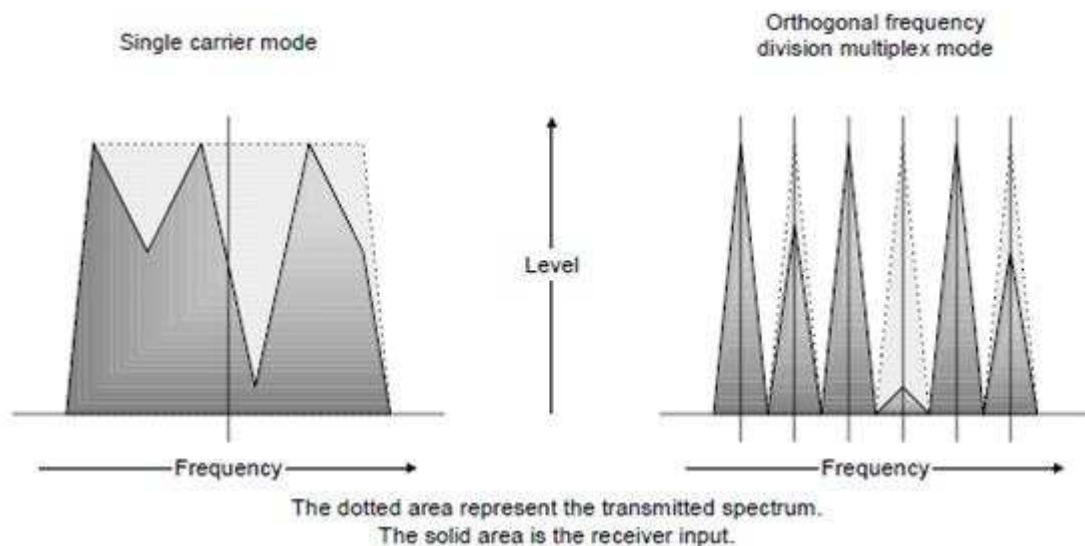 Single carrier mode
Orthogonal frequency
division multiplex mode
Level
Frequency
Frequency
The dotted area represent the transmitted spectrum.
The solid area is the receiver input.